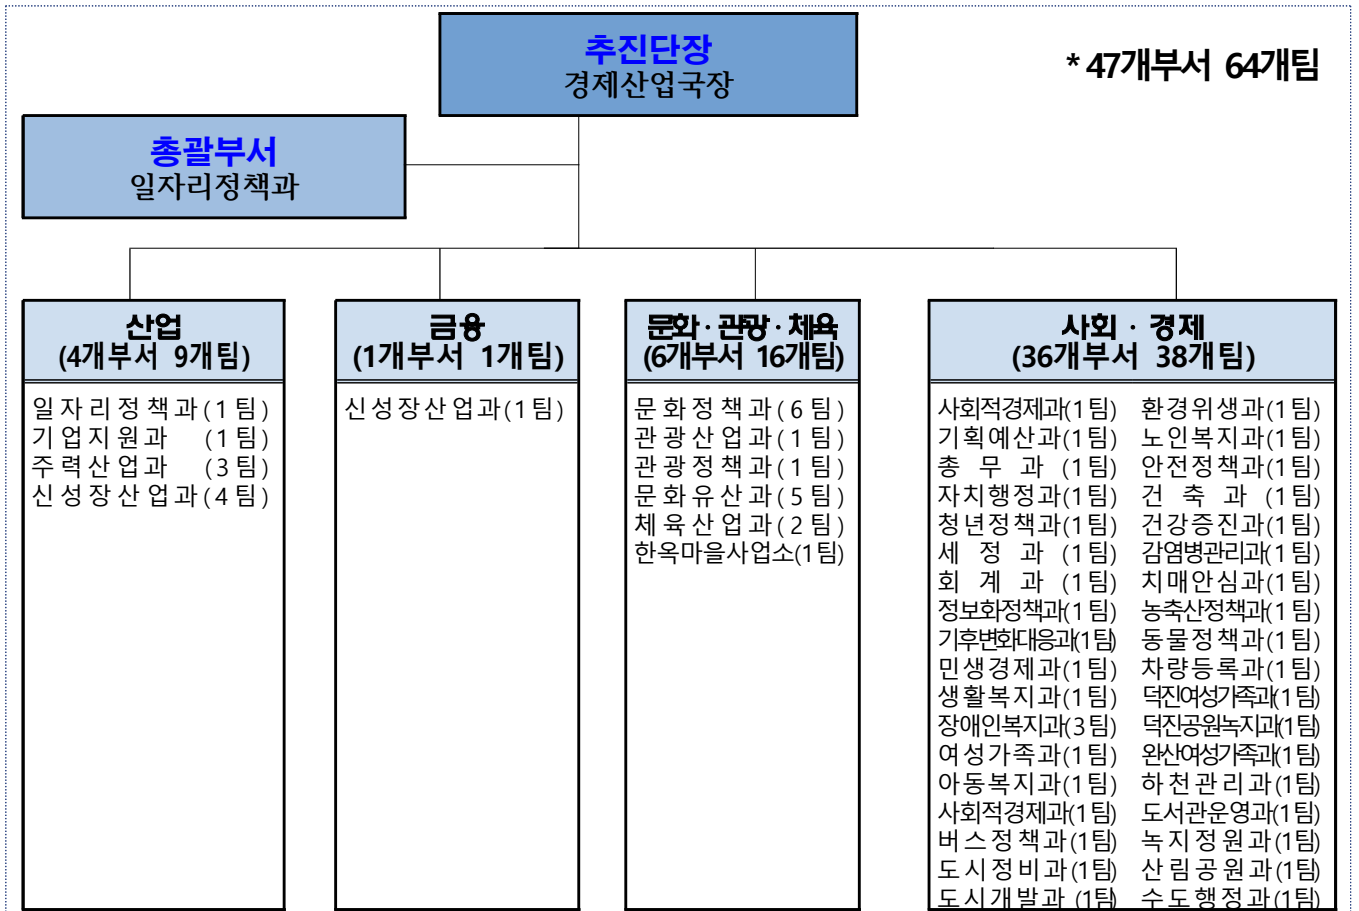 추진단장
경제산업국장
*47개부서 64개팀
총괄부서
일자리정책과
산업
(4개부서 9개팀)
일자리정책과(1팀)
기업지원과 (1팀)
주력산업과 (3팀)
신성장산업과(4팀)
금융
(1개부서 1개팀)
신성장산업과(1팀)
문화·관광·체육
(6개부서 16개팀)
문화정책과(6팀)
관광산업과(1팀)
관광정책과(1팀)
문화유산과(5팀)
체육산업과(2팀)
한옥마을사업소(1팀)
사회·경제
(36개부서 38개팀)
사회적경제과(1팀) 환경위생과(1팀)
기획예산과(1팀) 노인복지과(1팀)
총 무 과 (1팀) 안전정책과(1팀)
자치행정과(1팀) 건 축 과 (1팀)
청년정책과(1팀) 건강증진과(1팀)
세 정 과 (1팀) 감염병관리과(1팀)
회 계 과 (1팀) 치매안심과(1팀)
정보화정책과(1팀) 농축산정책과(1팀)
기후변화대응과(1팀) 동물정책과(1팀)
민생경제과(1팀) 차량등록과(1팀)
생활복지과(1팀) 덕진여성가족과(1팀)
장애인복지과(3팀) 덕진공원녹지과(1팀)
여성가족과(1팀) 완산여성가족과(1팀)
아동복지과(1팀) 하천관리과(1팀)
사회적경제과(1팀) 도서관운영과(1팀)
버스정책과(1팀) 녹지정원과(1팀)
도시정비과(1팀) 산림공원과(1팀)
도시개발과 (1팀) 수도행정과(1팀)